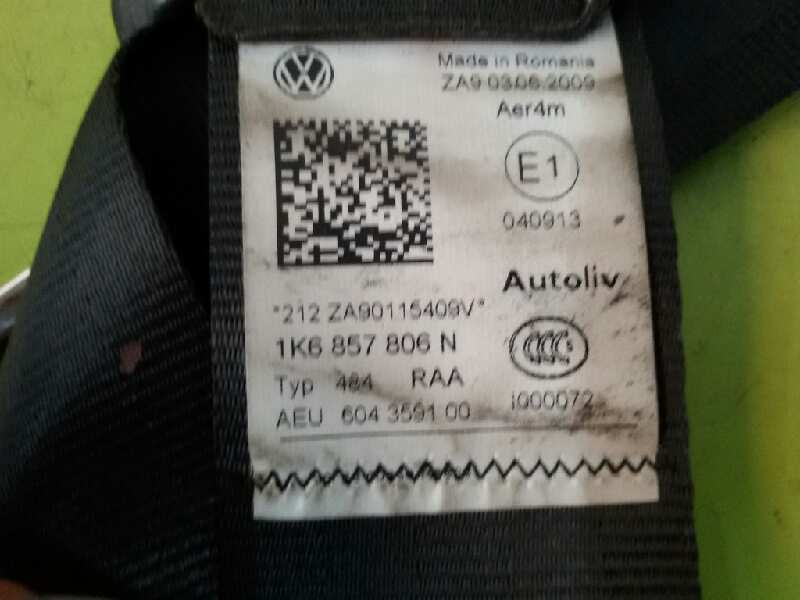 Made in Romania
ZA9 03.06.2009
Aer4m
E1
040913
Autoliv
*212 ZA90115409V*
1K6 857 806 N
Typ 484 RAA
i000072
AEU 604 3591 00